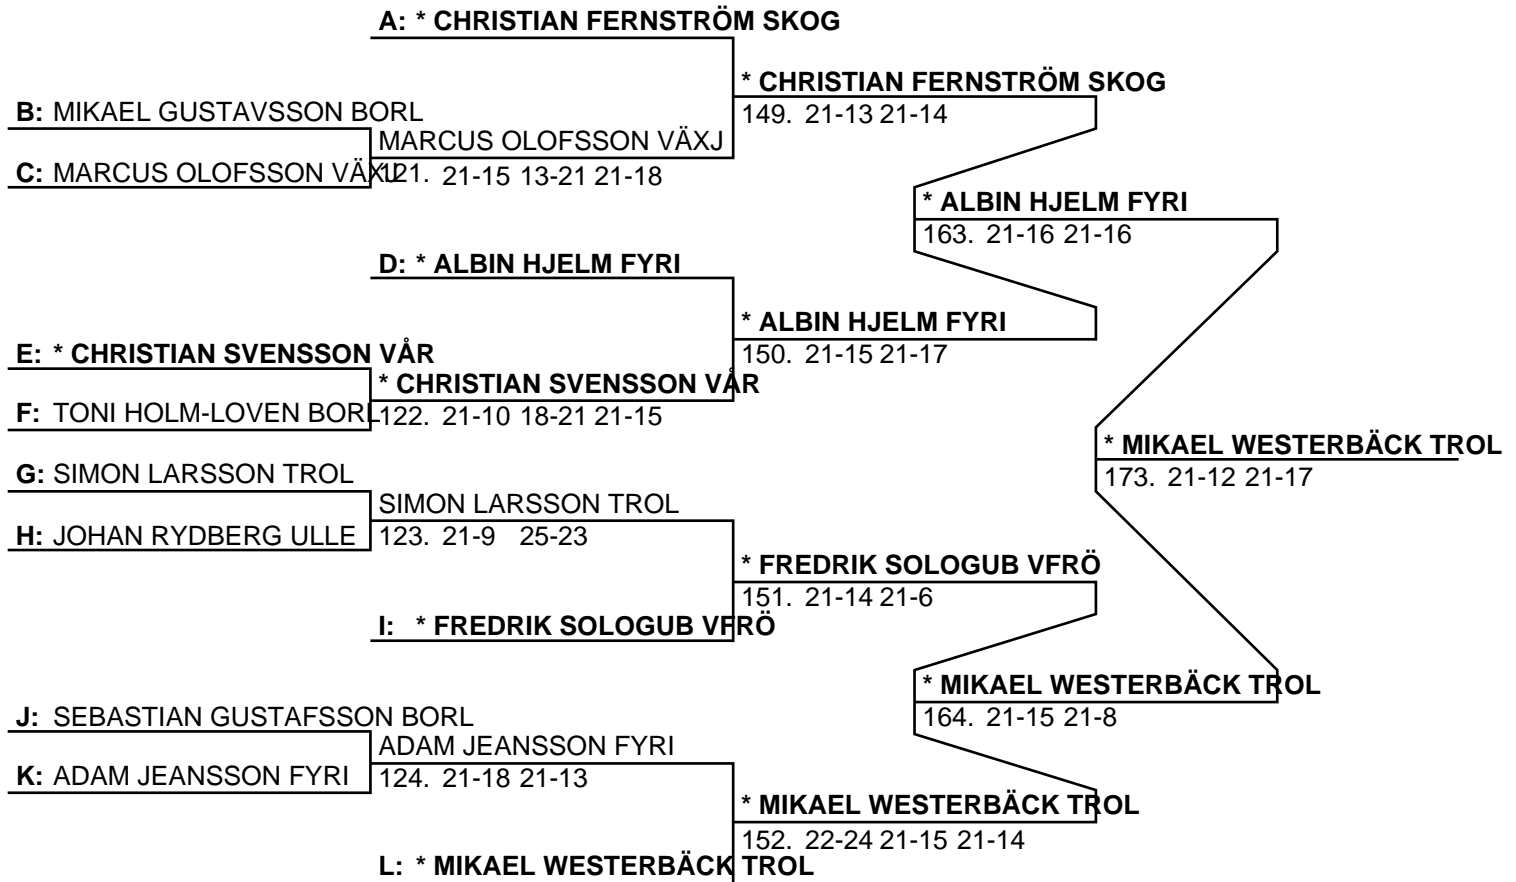 A: * CHRISTIAN FERNSTRÖM SKOG
* CHRISTIAN FERNSTRÖM SKOG
B: MIKAEL GUSTAVSSON BORL
149. 21-13 21-14
MARCUS OLOFSSON VÄXJ
C: MARCUS OLOFSSON VÄXJ
121. 21-15 13-21 21-18
* ALBIN HJELM FYRI
163. 21-16 21-16
D: * ALBIN HJELM FYRI
* ALBIN HJELM FYRI
150. 21-15 21-17
E: * CHRISTIAN SVENSSON VÅR
* CHRISTIAN SVENSSON VÅR
F: TONI HOLM-LOVEN BORL
122. 21-10 18-21 21-15
* MIKAEL WESTERBÄCK TROL
173. 21-12 21-17
G: SIMON LARSSON TROL
SIMON LARSSON TROL
H: JOHAN RYDBERG ULLE
123. 21-9 25-23
* FREDRIK SOLOGUB VFRÖ
151. 21-14 21-6
I: * FREDRIK SOLOGUB VFRÖ
* MIKAEL WESTERBÄCK TROL
164. 21-15 21-8
J: SEBASTIAN GUSTAFSSON BORL
ADAM JEANSSON FYRI
K: ADAM JEANSSON FYRI
124. 21-18 21-13
* MIKAEL WESTERBÄCK TROL
152. 22-24 21-15 21-14
L: * MIKAEL WESTERBÄCK TROL